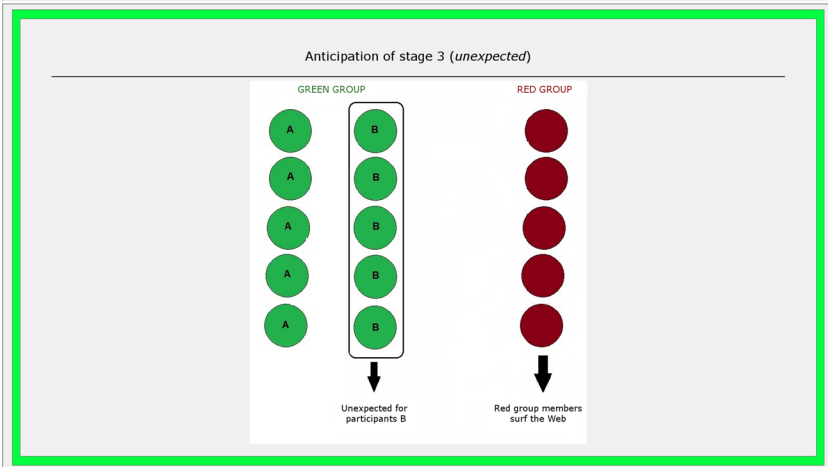 Anticipation of stage 3 (unexpected)
GREEN GROUP
RED GROUP
A
B
A
B
A
B
A
B
A
B
Unexpected for
participants B
Red group members
surf the Web